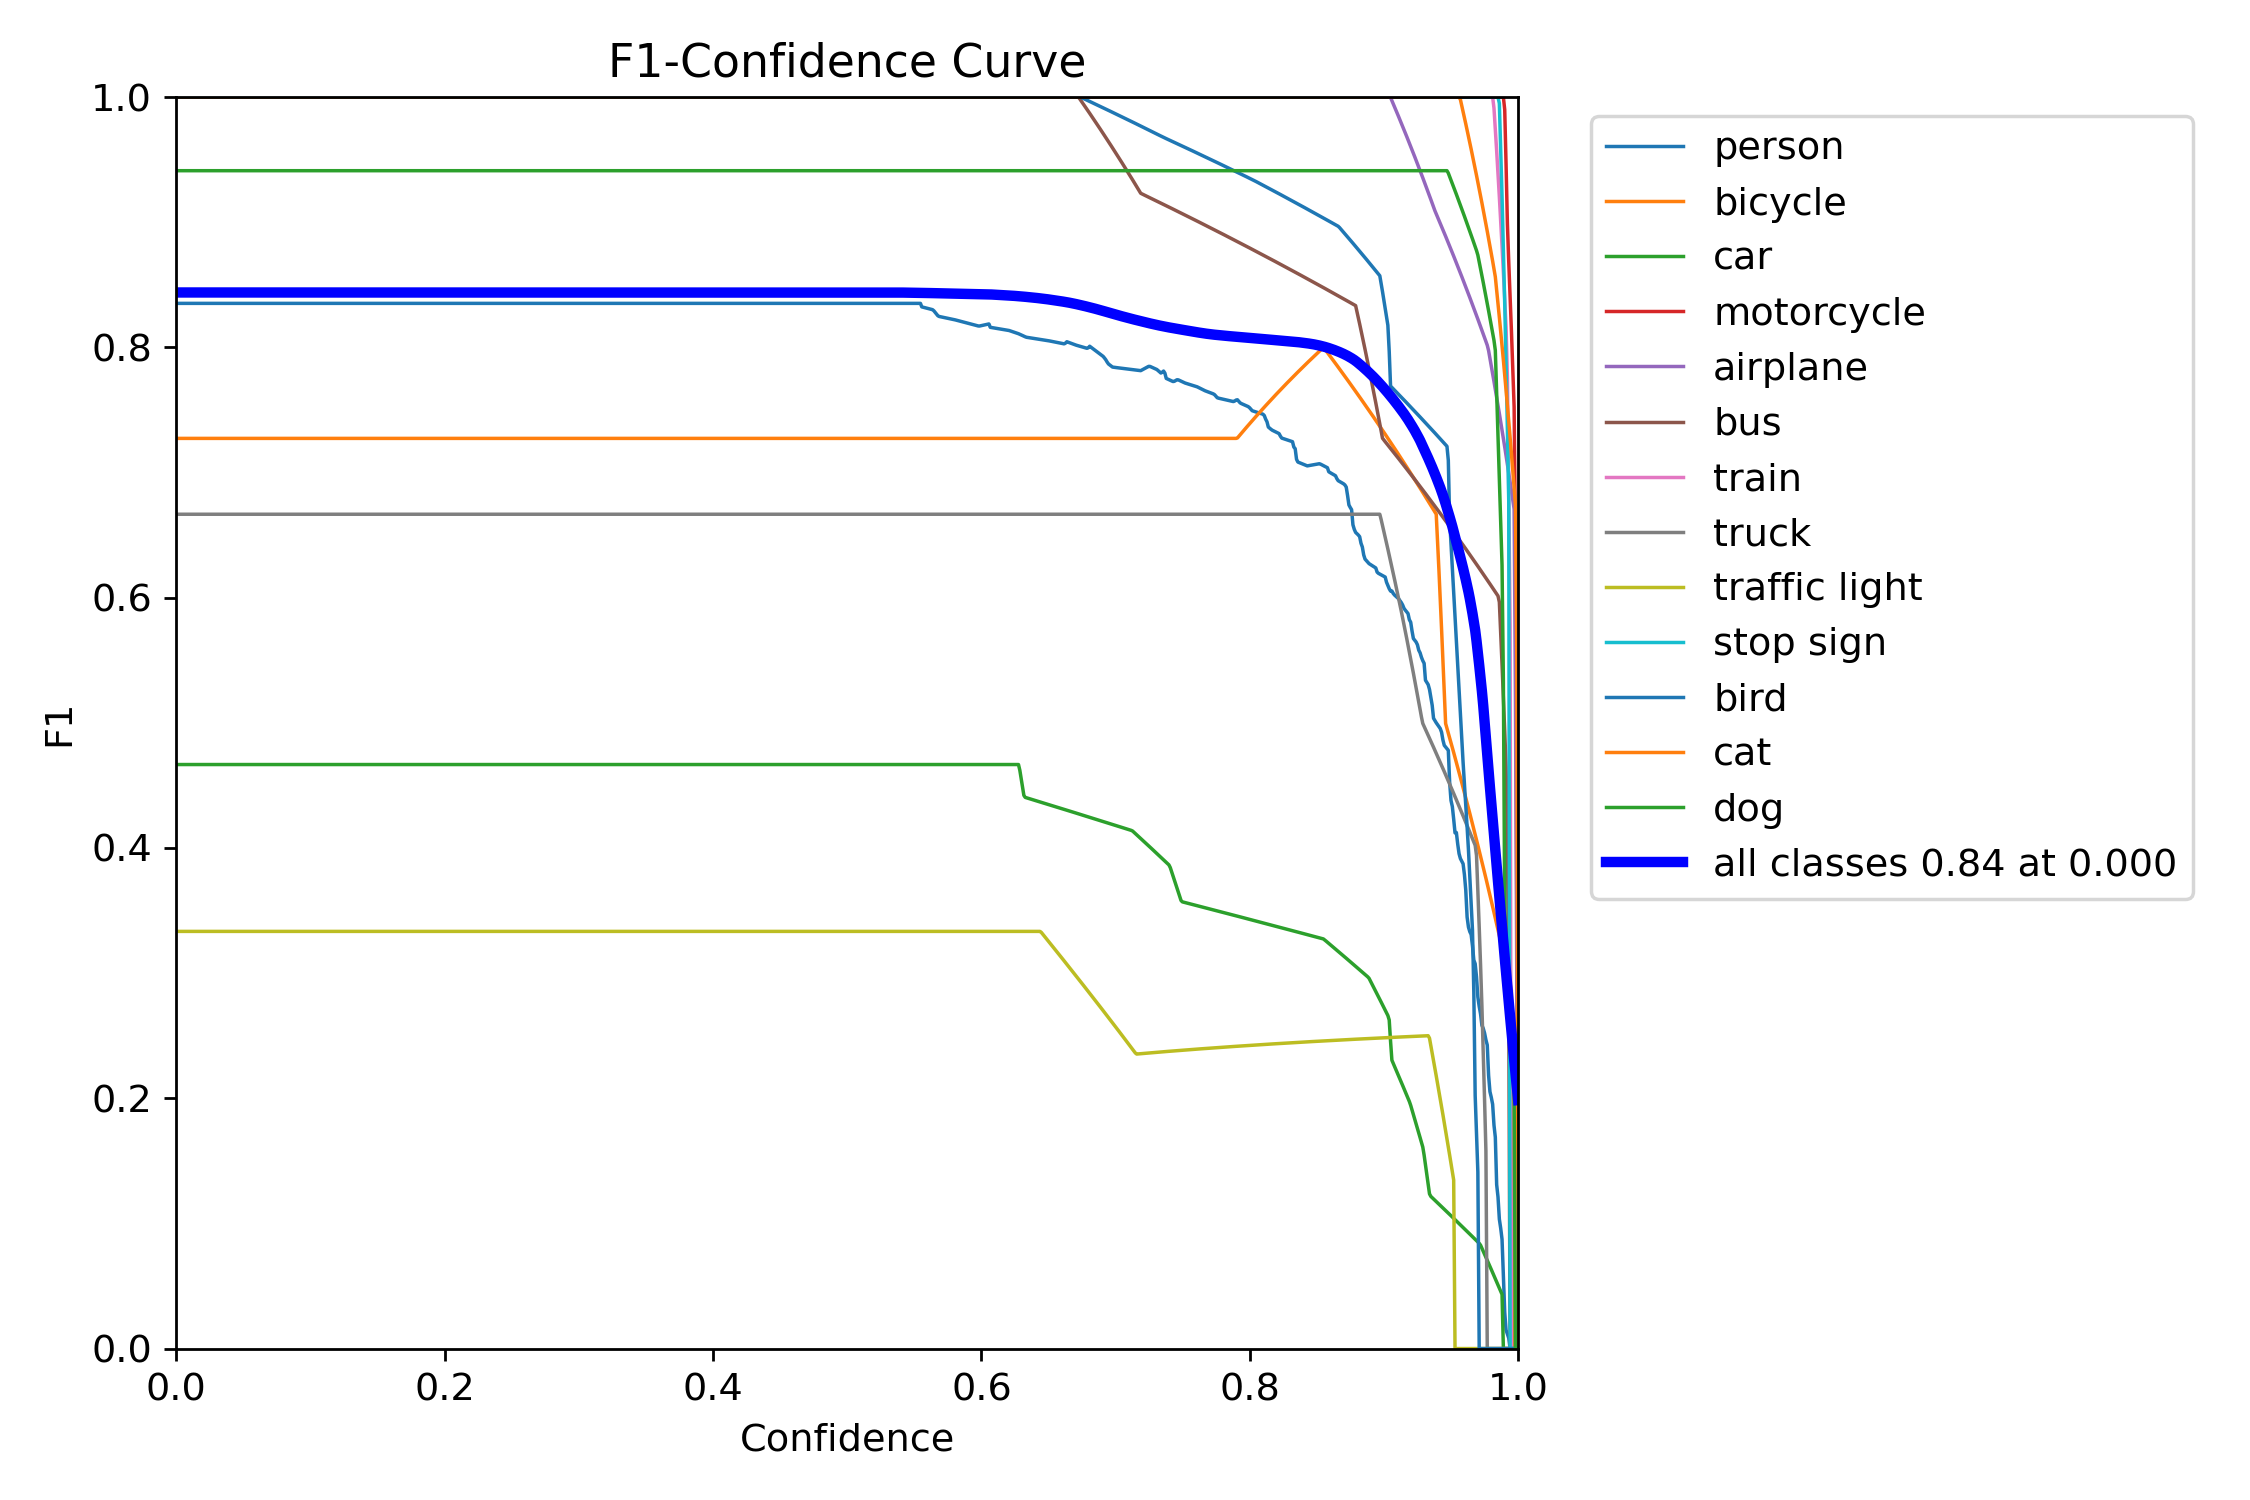 F1-Confidence Curve
1.0
0.8
0.6
0.4
0.2
0.0
F1
0.0 0.2 0.4 0.6 0.8 1.0
Confidence
person
bicycle
car
motorcycle
airplane
bus
train
truck
traffic light
stop sign
bird
cat
dog
all classes 0.84 at 0.000